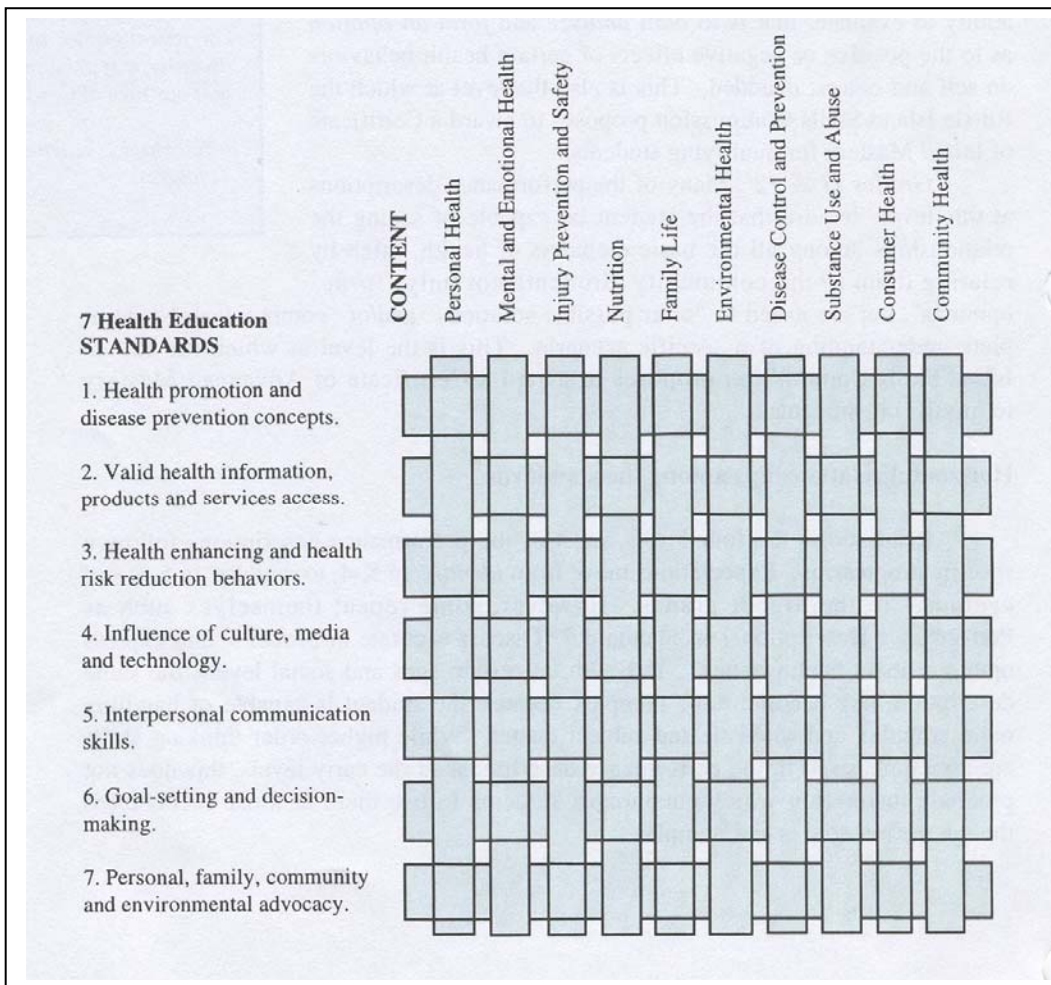 CONTENT
Personal Health
Mental and Emotional Health
Injury Prevention and Safety
Nutrition
Family Life
Environmental Health
Disease Control and Prevention
Substance Use and Abuse
Consumer Health
Community Health
7 Health Education
STANDARDS
1. Health promotion and
disease prevention concepts.
2. Valid health information,
products and services access.
3. Health enhancing and health
risk reduction behaviors.
4. Influence of culture, media
and technology.
5. Interpersonal communication
skills.
6. Goal-setting and decision-
making.
7. Personal, family, community
and environmental advocacy.